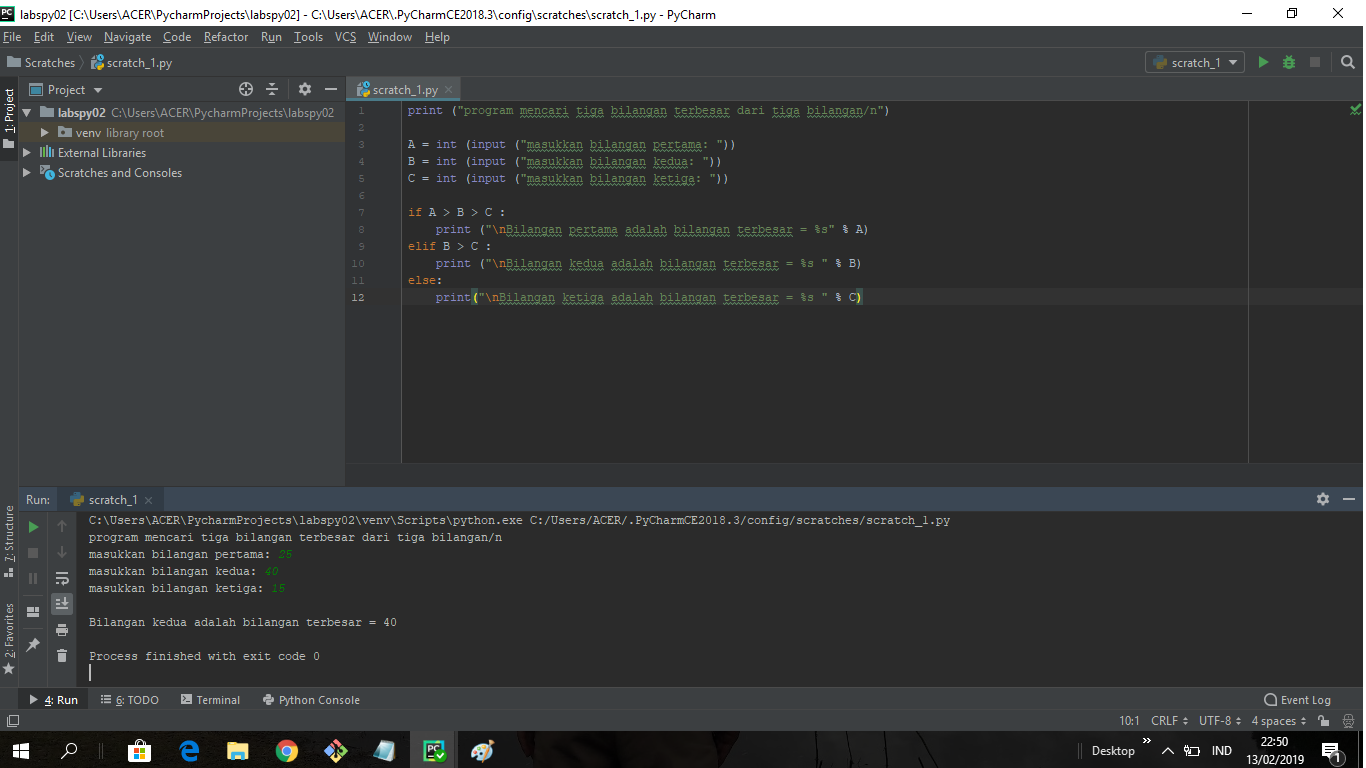 labspy02 [C:\Users\ACER\PycharmProjects\labspy02] - C:\Users\ACER\.PyCharmCE2018.3\config\scratches\scratch_1.py - PyCharm
File Edit View Navigate Code Refactor Run Tools VCS Window Help
Scratches scratch_1.py
scratch_1
1: Project
Project
scratch_1.py
labspy02 C:\Users\ACER\PycharmProjects\labspy02
venv library root
External Libraries
Scratches and Consoles
1 print ("program mencari tiga bilangan terbesar dari tiga bilangan/n")
2
3 A = int (input ("masukkan bilangan pertama: "))
4 B = int (input ("masukkan bilangan kedua: "))
5 C = int (input ("masukkan bilangan ketiga: "))
6
7 if A > B > C :
8     print ("\nBilangan pertama adalah bilangan terbesar = %s" % A)
9 elif B > C :
10     print ("\nBilangan kedua adalah bilangan terbesar = %s " % B)
11 else:
12     print("\nBilangan ketiga adalah bilangan terbesar = %s " % C)
Run: scratch_1
C:\Users\ACER\PycharmProjects\labspy02\venv\Scripts\python.exe C:/Users/ACER/.PyCharmCE2018.3/config/scratches/scratch_1.py
program mencari tiga bilangan terbesar dari tiga bilangan/n
masukkan bilangan pertama: 25
masukkan bilangan kedua: 40
masukkan bilangan ketiga: 15
Bilangan kedua adalah bilangan terbesar = 40
Process finished with exit code 0
7: Structure
2: Favorites
4: Run 6: TODO Terminal Python Console Event Log
10:1 CRLF UTF-8 4 spaces
PC
Desktop IND
22:50
13/02/2019
1